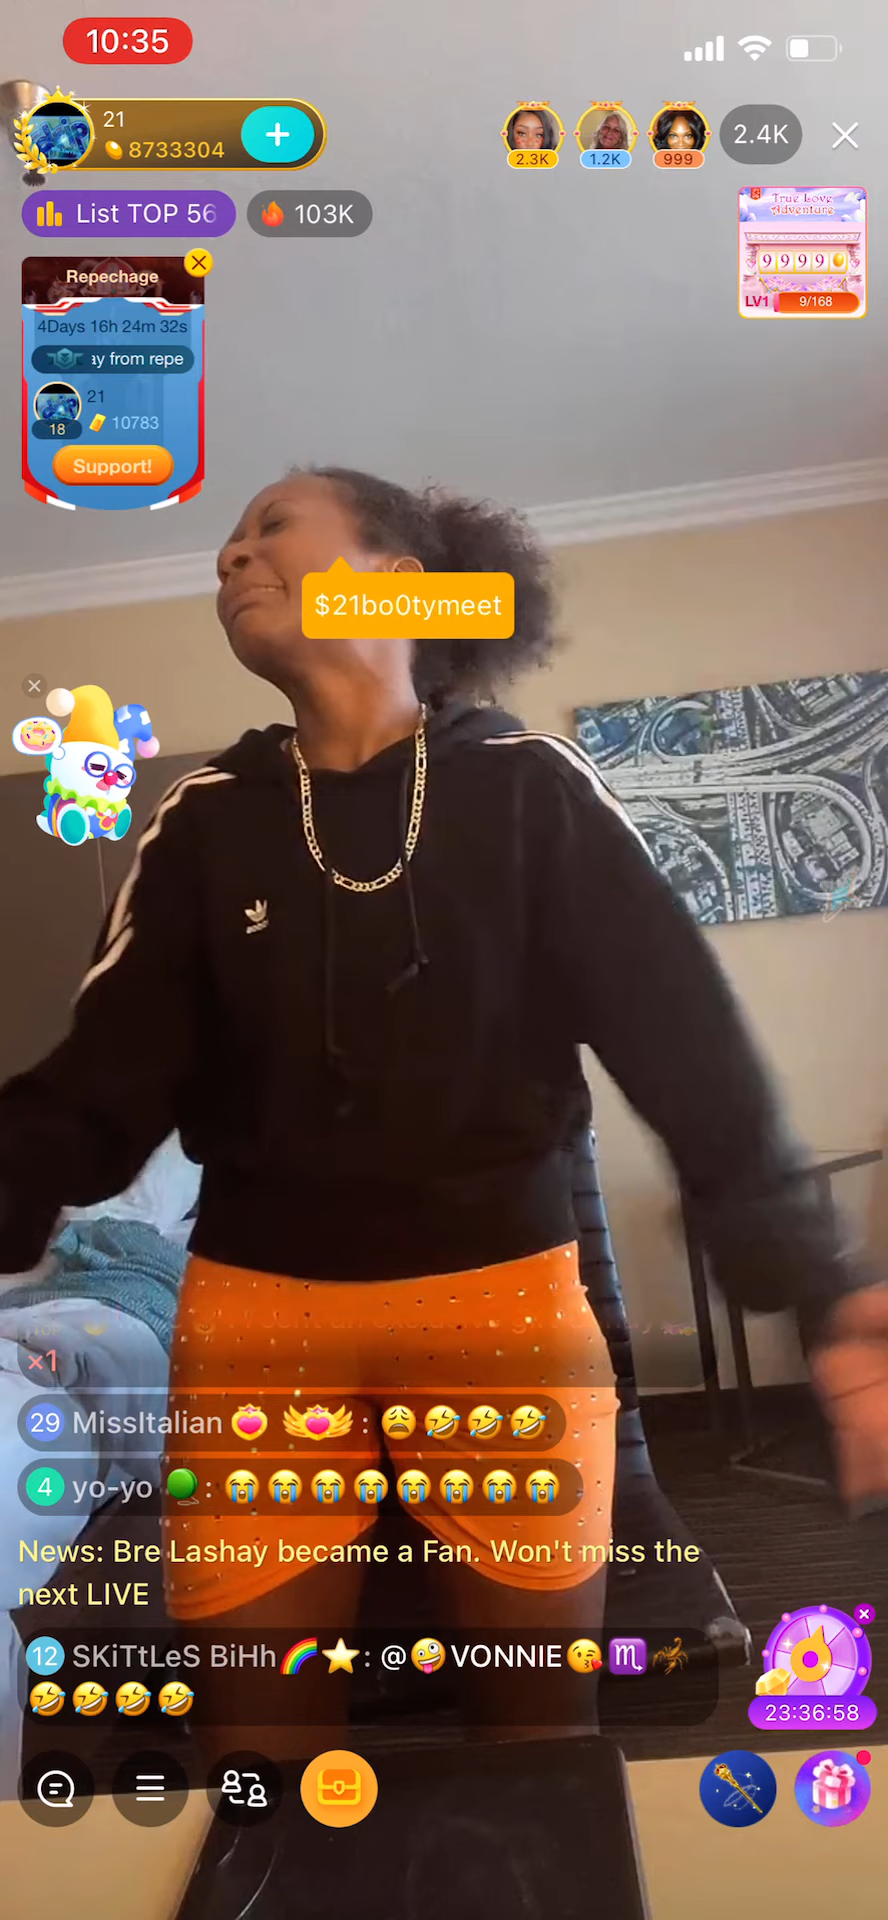 10:35
21
8733304
2.3K
1.2K
999
2.4K
List TOP 56
103K
True Love
Adventure
9 9 9 9
LV1 9/168
Repechage
4Days 16h 24m 32s
ay from repe
21
18
10783
Support!
$21bo0tymeet
×1
29 MissItalian : 😩🤣🤣🤣
4 yo-yo : 😭😭😭😭😭😭😭😭
News: Bre Lashay became a Fan. Won't miss the
next LIVE
12 SKiTtLeS BiHh🌈⭐: @🤪VONNIE😘♏🦂
🤣🤣🤣🤣
23:36:58